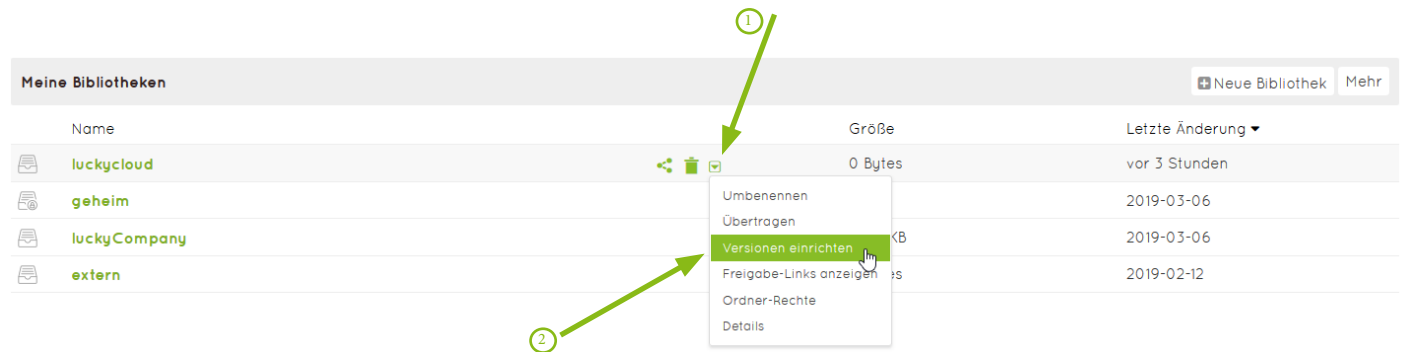 1
Meine Bibliotheken Neue Bibliothek Mehr
Name Größe Letzte Änderung
luckycloud 0 Bytes vor 3 Stunden
Umbenennen
geheim 2019-03-06
Übertragen
luckyCompany KB 2019-03-06
Versionen einrichten
extern es 2019-02-12
Freigabe-Links anzeigen
Ordner-Rechte
Details
2